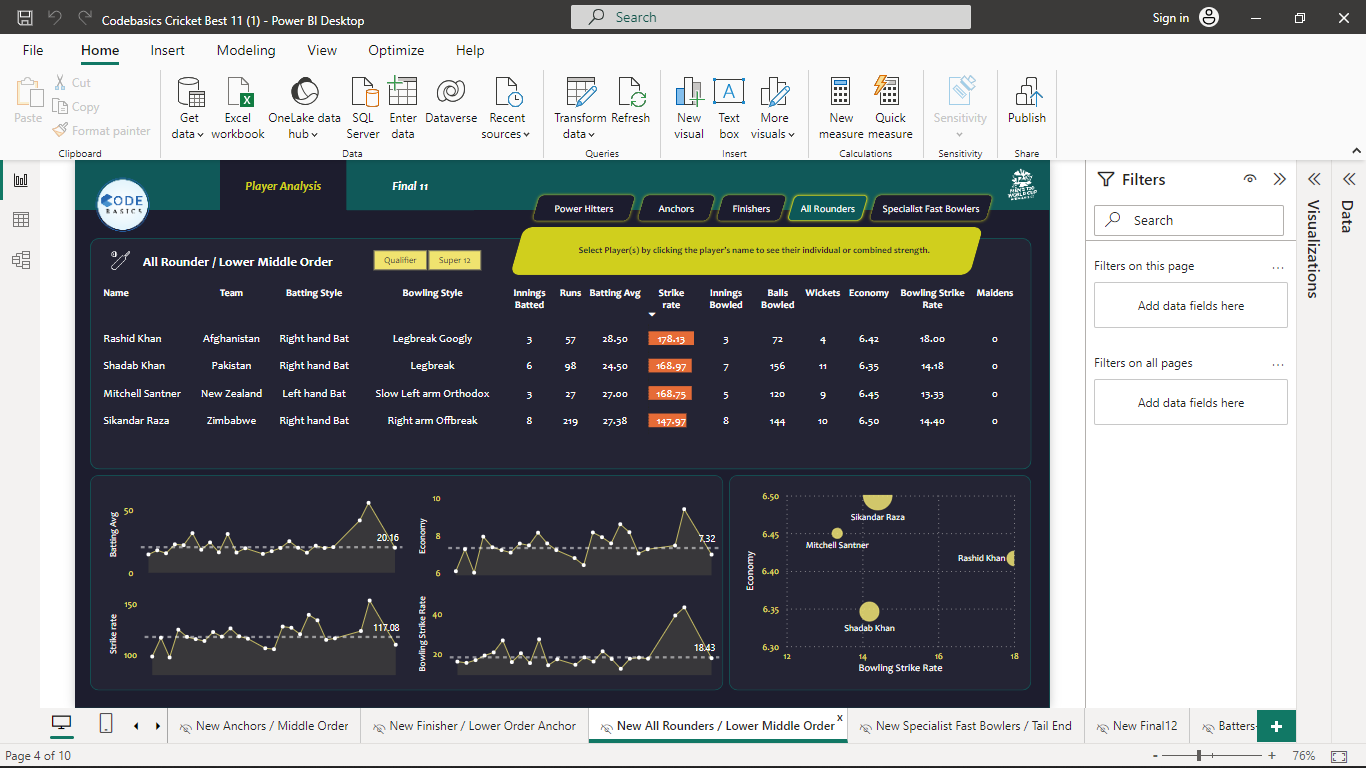 Codebasics Cricket Best 11 (1) - Power BI Desktop
Search
Sign in
File Home Insert Modeling View Optimize Help
Paste
Cut
Copy
Format painter
Clipboard
Get data
Excel workbook
OneLake data hub
SQL Server
Enter data
Dataverse
Recent sources
Data
Transform data
Refresh
Queries
New visual
Text box
More visuals
Insert
New measure
Quick measure
Calculations
Sensitivity
Sensitivity
Publish
Share
CODE
BASICS
Player Analysis
Final 11
Power Hitters
Anchors
Finishers
All Rounders
Specialist Fast Bowlers
Select Player(s) by clicking the player's name to see their individual or combined strength.
All Rounder / Lower Middle Order
Qualifier
Super 12
Name Team Batting Style Bowling Style Innings Batted Runs Batting Avg Strike rate Innings Bowled Balls Bowled Wickets Economy Bowling Strike Rate Maidens
Rashid Khan Afghanistan Right hand Bat Legbreak Googly 3 57 28.50 178.13 3 72 4 6.42 18.00 0
Shadab Khan Pakistan Right hand Bat Legbreak 6 98 24.50 168.97 7 156 11 6.35 14.18 0
Mitchell Santner New Zealand Left hand Bat Slow Left arm Orthodox 3 27 27.00 168.75 5 120 9 6.45 13.33 0
Sikandar Raza Zimbabwe Right hand Bat Right arm Offbreak 8 219 27.38 147.97 8 144 10 6.50 14.40 0
Batting Avg
50
0
20.16
Economy
10
8
6
7.32
Strike rate
150
100
117.08
Bowling Strike Rate
40
20
18.43
Economy
6.50
6.45
6.40
6.35
6.30
Sikandar Raza
Mitchell Santner
Rashid Khan
Shadab Khan
12 14 16 18
Bowling Strike Rate
Filters
Search
Filters on this page
...
Add data fields here
Filters on all pages
...
Add data fields here
Visualizations
Data
New Anchors / Middle Order
New Finisher / Lower Order Anchor
New All Rounders / Lower Middle Order
x
New Specialist Fast Bowlers / Tail End
New Final12
Batters-
+
Page 4 of 10
- + 76%